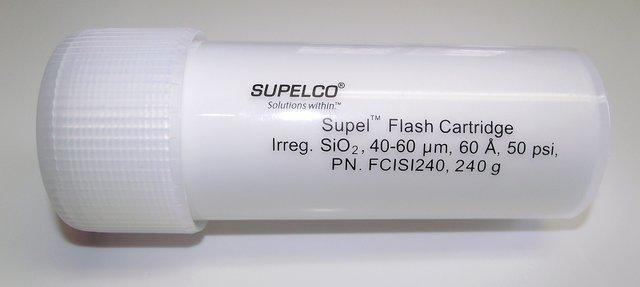 SUPELCO®
Solutions within.™
Supel™ Flash Cartridge
Irreg. SiO₂, 40-60 µm, 60 Å, 50 psi,
PN. FCISI240, 240 g